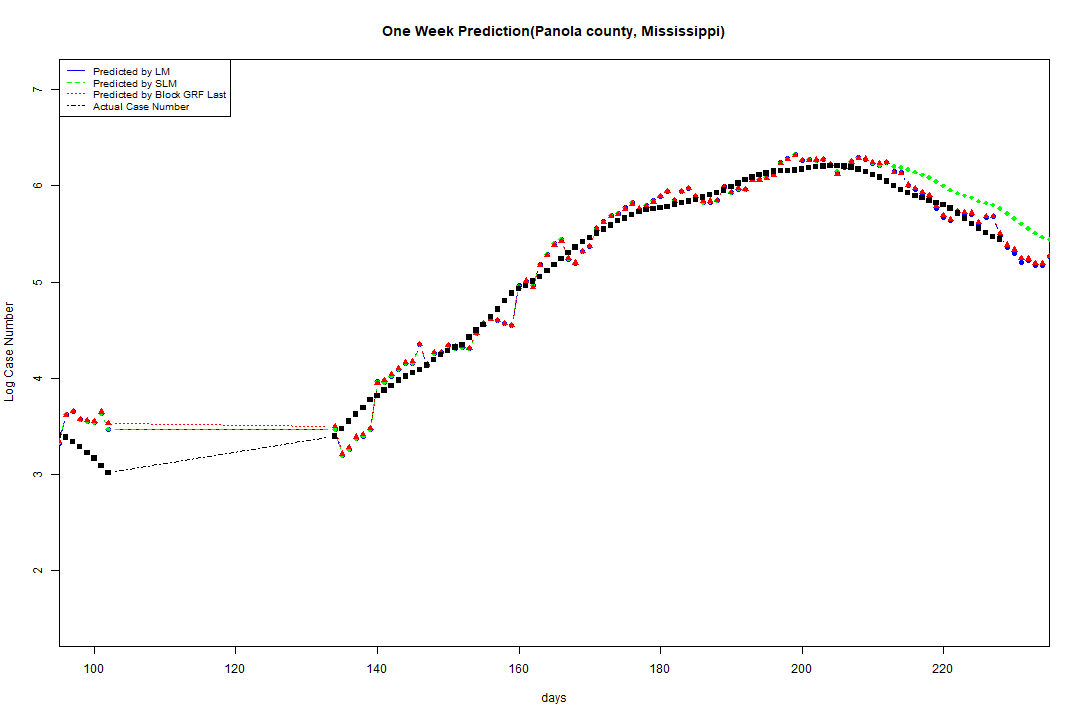 One Week Prediction(Panola county, Mississippi)
Predicted by LM
Predicted by SLM
Predicted by Block GRF Last
Actual Case Number
7
6
5
4
3
2
Log Case Number
100 120 140 160 180 200 220
days